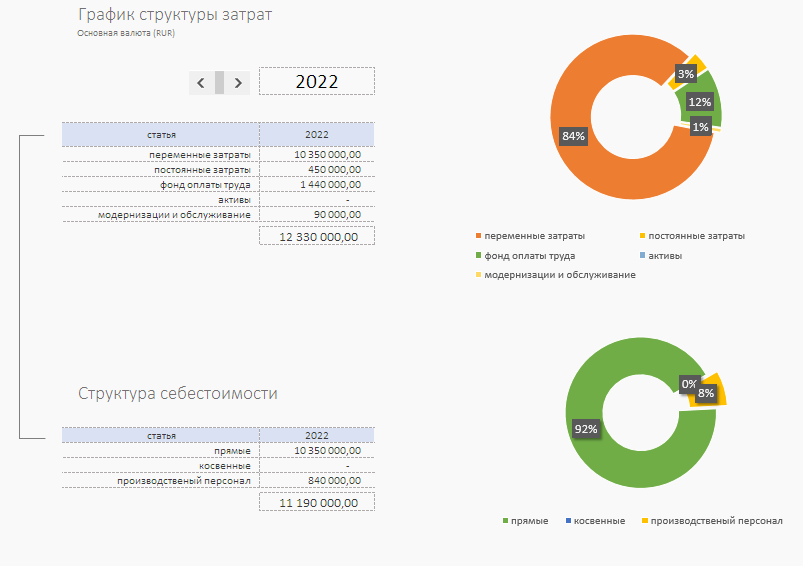 График структуры затрат
Основная валюта (RUR)
2022
статья 2022
переменные затраты 10 350 000,00
постоянные затраты 450 000,00
фонд оплаты труда 1 440 000,00
активы -
модернизации и обслуживание 90 000,00
12 330 000,00
3%
12%
1%
84%
переменные затраты постоянные затраты
фонд оплаты труда активы
модернизации и обслуживание
Структура себестоимости
статья 2022
прямые 10 350 000,00
косвенные -
производственый персонал 840 000,00
11 190 000,00
0%
8%
92%
прямые косвенные производственый персонал